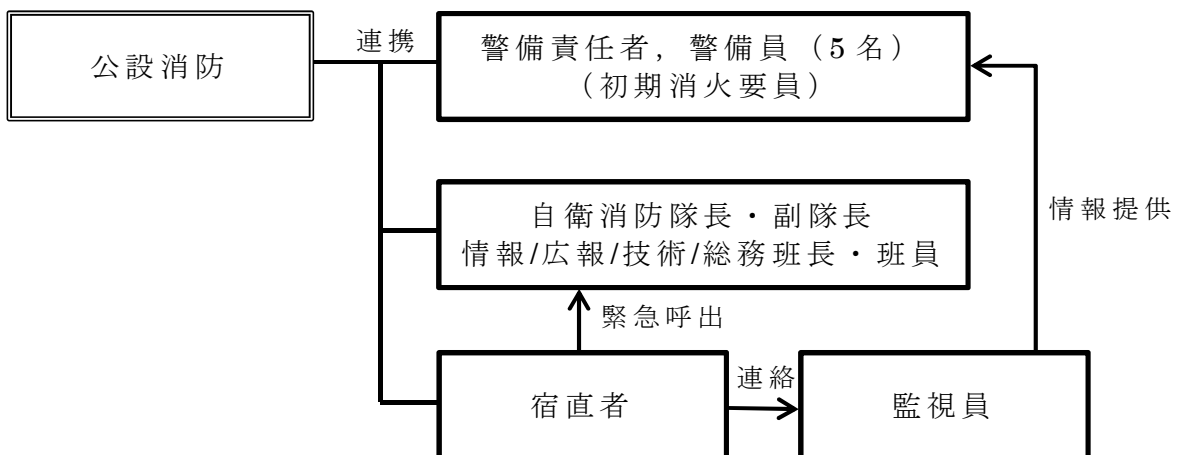 公設消防
連携
警備責任者，警備員（5名）
（初期消火要員）
自衛消防隊長・副隊長
情報/広報/技術/総務班長・班員
情報提供
緊急呼出
宿直者
連絡
監視員